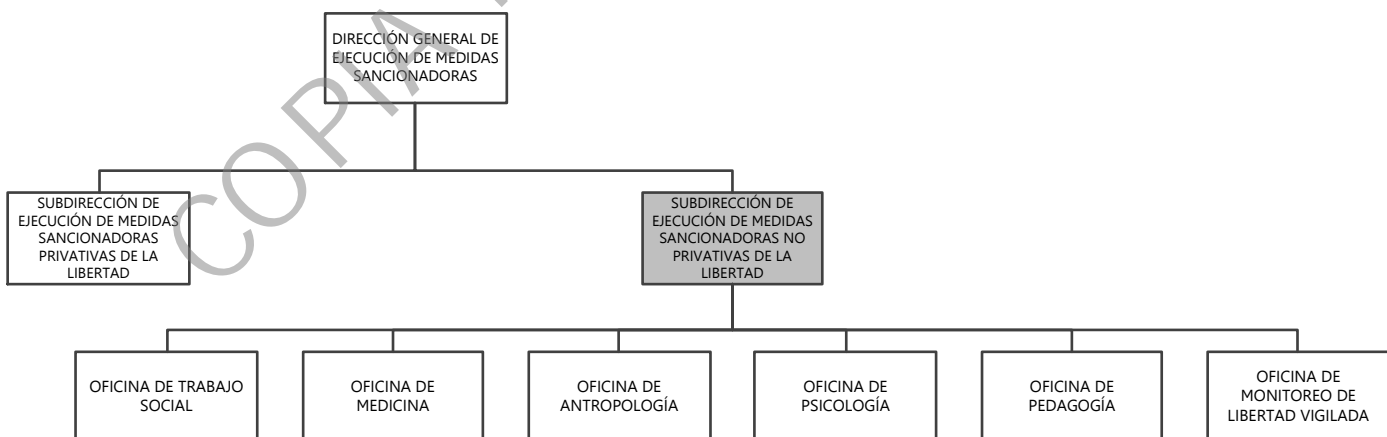 DIRECCIÓN GENERAL DE
EJECUCIÓN DE MEDIDAS
SANCIONADORAS
COPIA
SUBDIRECCIÓN DE
EJECUCIÓN DE MEDIDAS
SANCIONADORAS
PRIVATIVAS DE LA
LIBERTAD
SUBDIRECCIÓN DE
EJECUCIÓN DE MEDIDAS
SANCIONADORAS NO
PRIVATIVAS DE LA
LIBERTAD
OFICINA DE TRABAJO
SOCIAL
OFICINA DE
MEDICINA
OFICINA DE
ANTROPOLOGÍA
OFICINA DE
PSICOLOGÍA
OFICINA DE
PEDAGOGÍA
OFICINA DE
MONITOREO DE
LIBERTAD VIGILADA